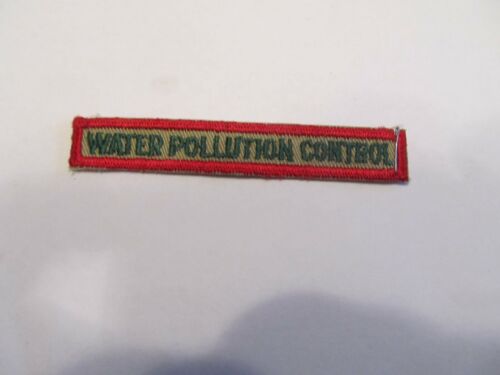 WATER POLLUTION CONTROL